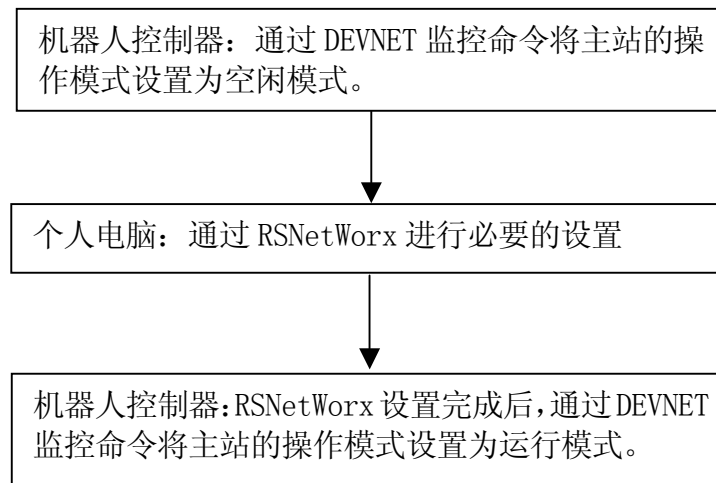 机器人控制器：通过 DEVNET 监控命令将主站的操
作模式设置为空闲模式。
个人电脑：通过 RSNetWorx 进行必要的设置
机器人控制器:RSNetWorx 设置完成后,通过 DEVNET
监控命令将主站的操作模式设置为运行模式。